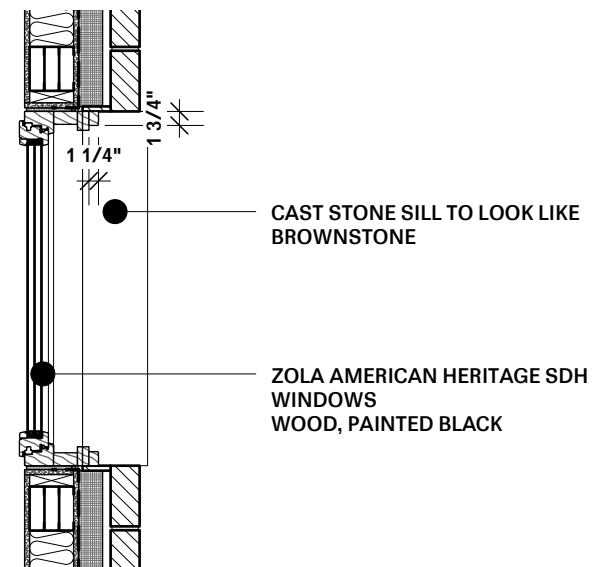 1 3/4"
1 1/4"
CAST STONE SILL TO LOOK LIKE
BROWNSTONE
ZOLA AMERICAN HERITAGE SDH
WINDOWS
WOOD, PAINTED BLACK